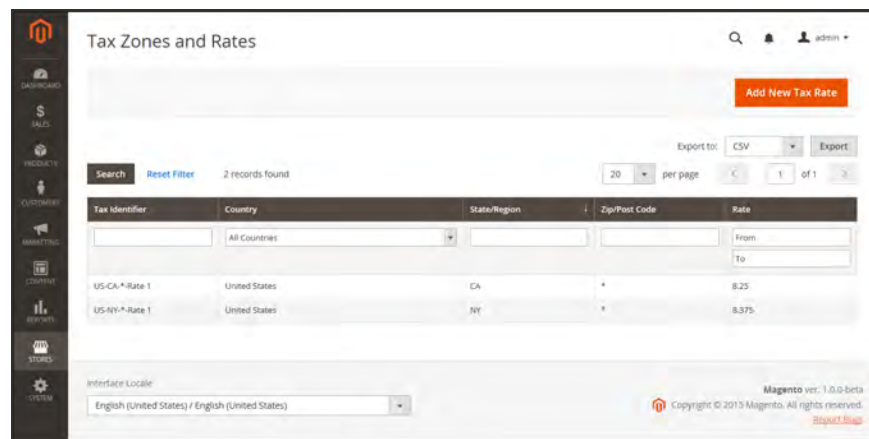 Tax Zones and Rates
admin
DASHBOARD
SALES
PRODUCTS
CUSTOMERS
MARKETING
CONTENT
REPORTS
STORES
SYSTEM
Add New Tax Rate
Export to: CSV Export
Search Reset Filter 2 records found 20 per page 1 of 1
Tax Identifier Country State/Region Zip/Post Code Rate
All Countries From
To
US-CA-*-Rate 1 United States CA * 8.25
US-NY-*-Rate 1 United States NY * 8.375
Interface Locale
English (United States) / English (United States)
Magento ver. 1.0.0-beta
Copyright © 2015 Magento. All rights reserved.
Report Bugs